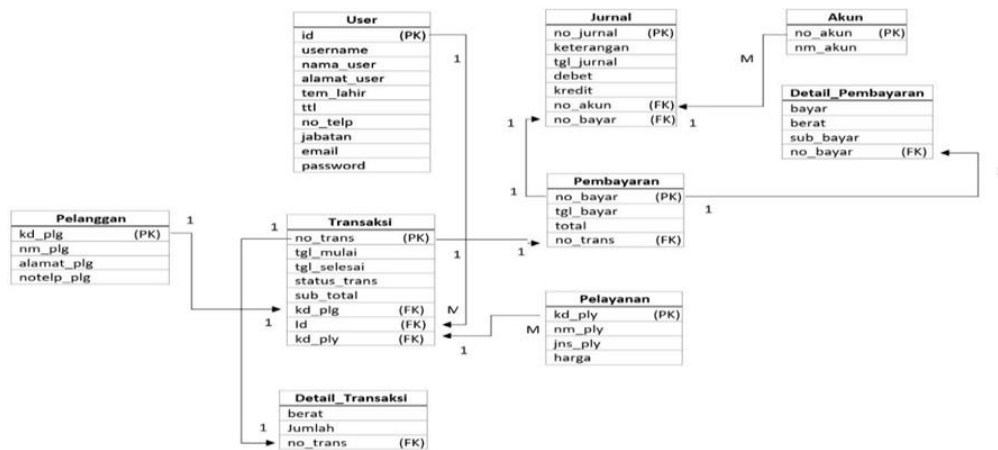 User
id (PK)
username
nama_user
alamat_user
tem_lahir
ttl
no_telp
jabatan
email
password
1
Jurnal
no_jurnal (PK)
keterangan
tgl_jurnal
debet
kredit
no_akun (FK)
no_bayar (FK)
1
1
Akun
no_akun (PK)
nm_akun
M
Detail_Pembayaran
bayar
berat
sub_bayar
no_bayar (FK)
Pembayaran
no_bayar (PK)
tgl_bayar
total
no_trans (FK)
1
1
1
Pelanggan
kd_plg (PK)
nm_plg
alamat_plg
notelp_plg
1
1
Transaksi
no_trans (PK)
tgl_mulai
tgl_selesai
status_trans
sub_total
kd_plg (FK)
Id (FK)
kd_ply (FK)
1
1
M
1
Pelayanan
kd_ply (PK)
nm_ply
jns_ply
harga
M
Detail_Transaksi
berat
Jumlah
no_trans (FK)
1